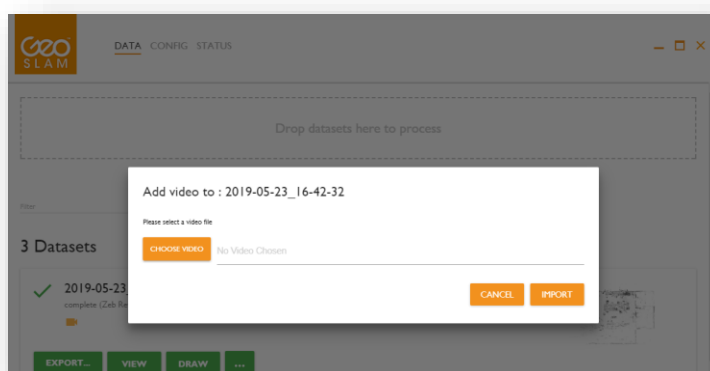 Geo
SLAM
DATA CONFIG STATUS
Drop datasets here to process
Add video to : 2019-05-23_16-42-32
Filter
Please select a video file
CHOOSE VIDEO No Video Chosen
3 Datasets
CANCEL IMPORT
2019-05-23
complete (Zeb Re
EXPORT... VIEW DRAW ...